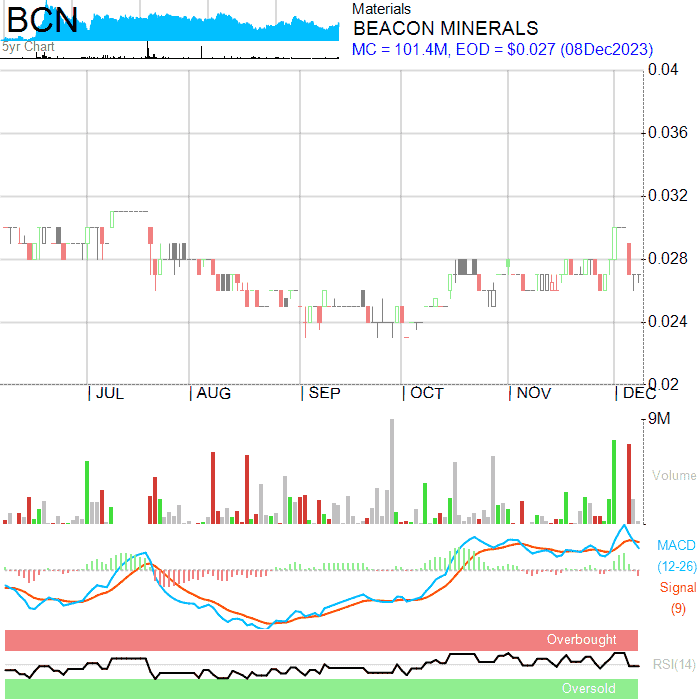 BCN
5yr Chart
Materials
BEACON MINERALS
MC = 101.4M, EOD = $0.027 (08Dec2023)
0.04
0.036
0.032
0.028
0.024
0.02
JUL AUG SEP OCT NOV DEC
9M
Volume
MACD
(12-26)
Signal
(9)
Overbought
RSI(14)
Oversold